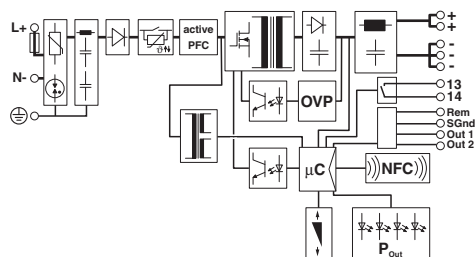 L+
N-
ϑ
active
PFC
OVP
+
+
-
-
-
13
14
Rem
SGnd
Out 1
Out 2
μC
NFC
P Out